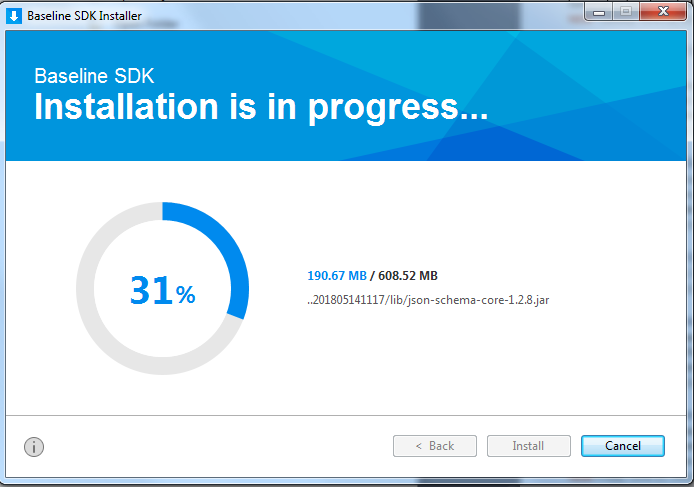 Baseline SDK Installer
Baseline SDK
Installation is in progress...
31%
190.67 MB / 608.52 MB
..201805141117/lib/json-schema-core-1.2.8.jar
< Back
Install
Cancel